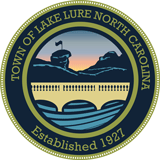 TOWN OF LAKE LURE NORTH CAROLINA
Established 1927